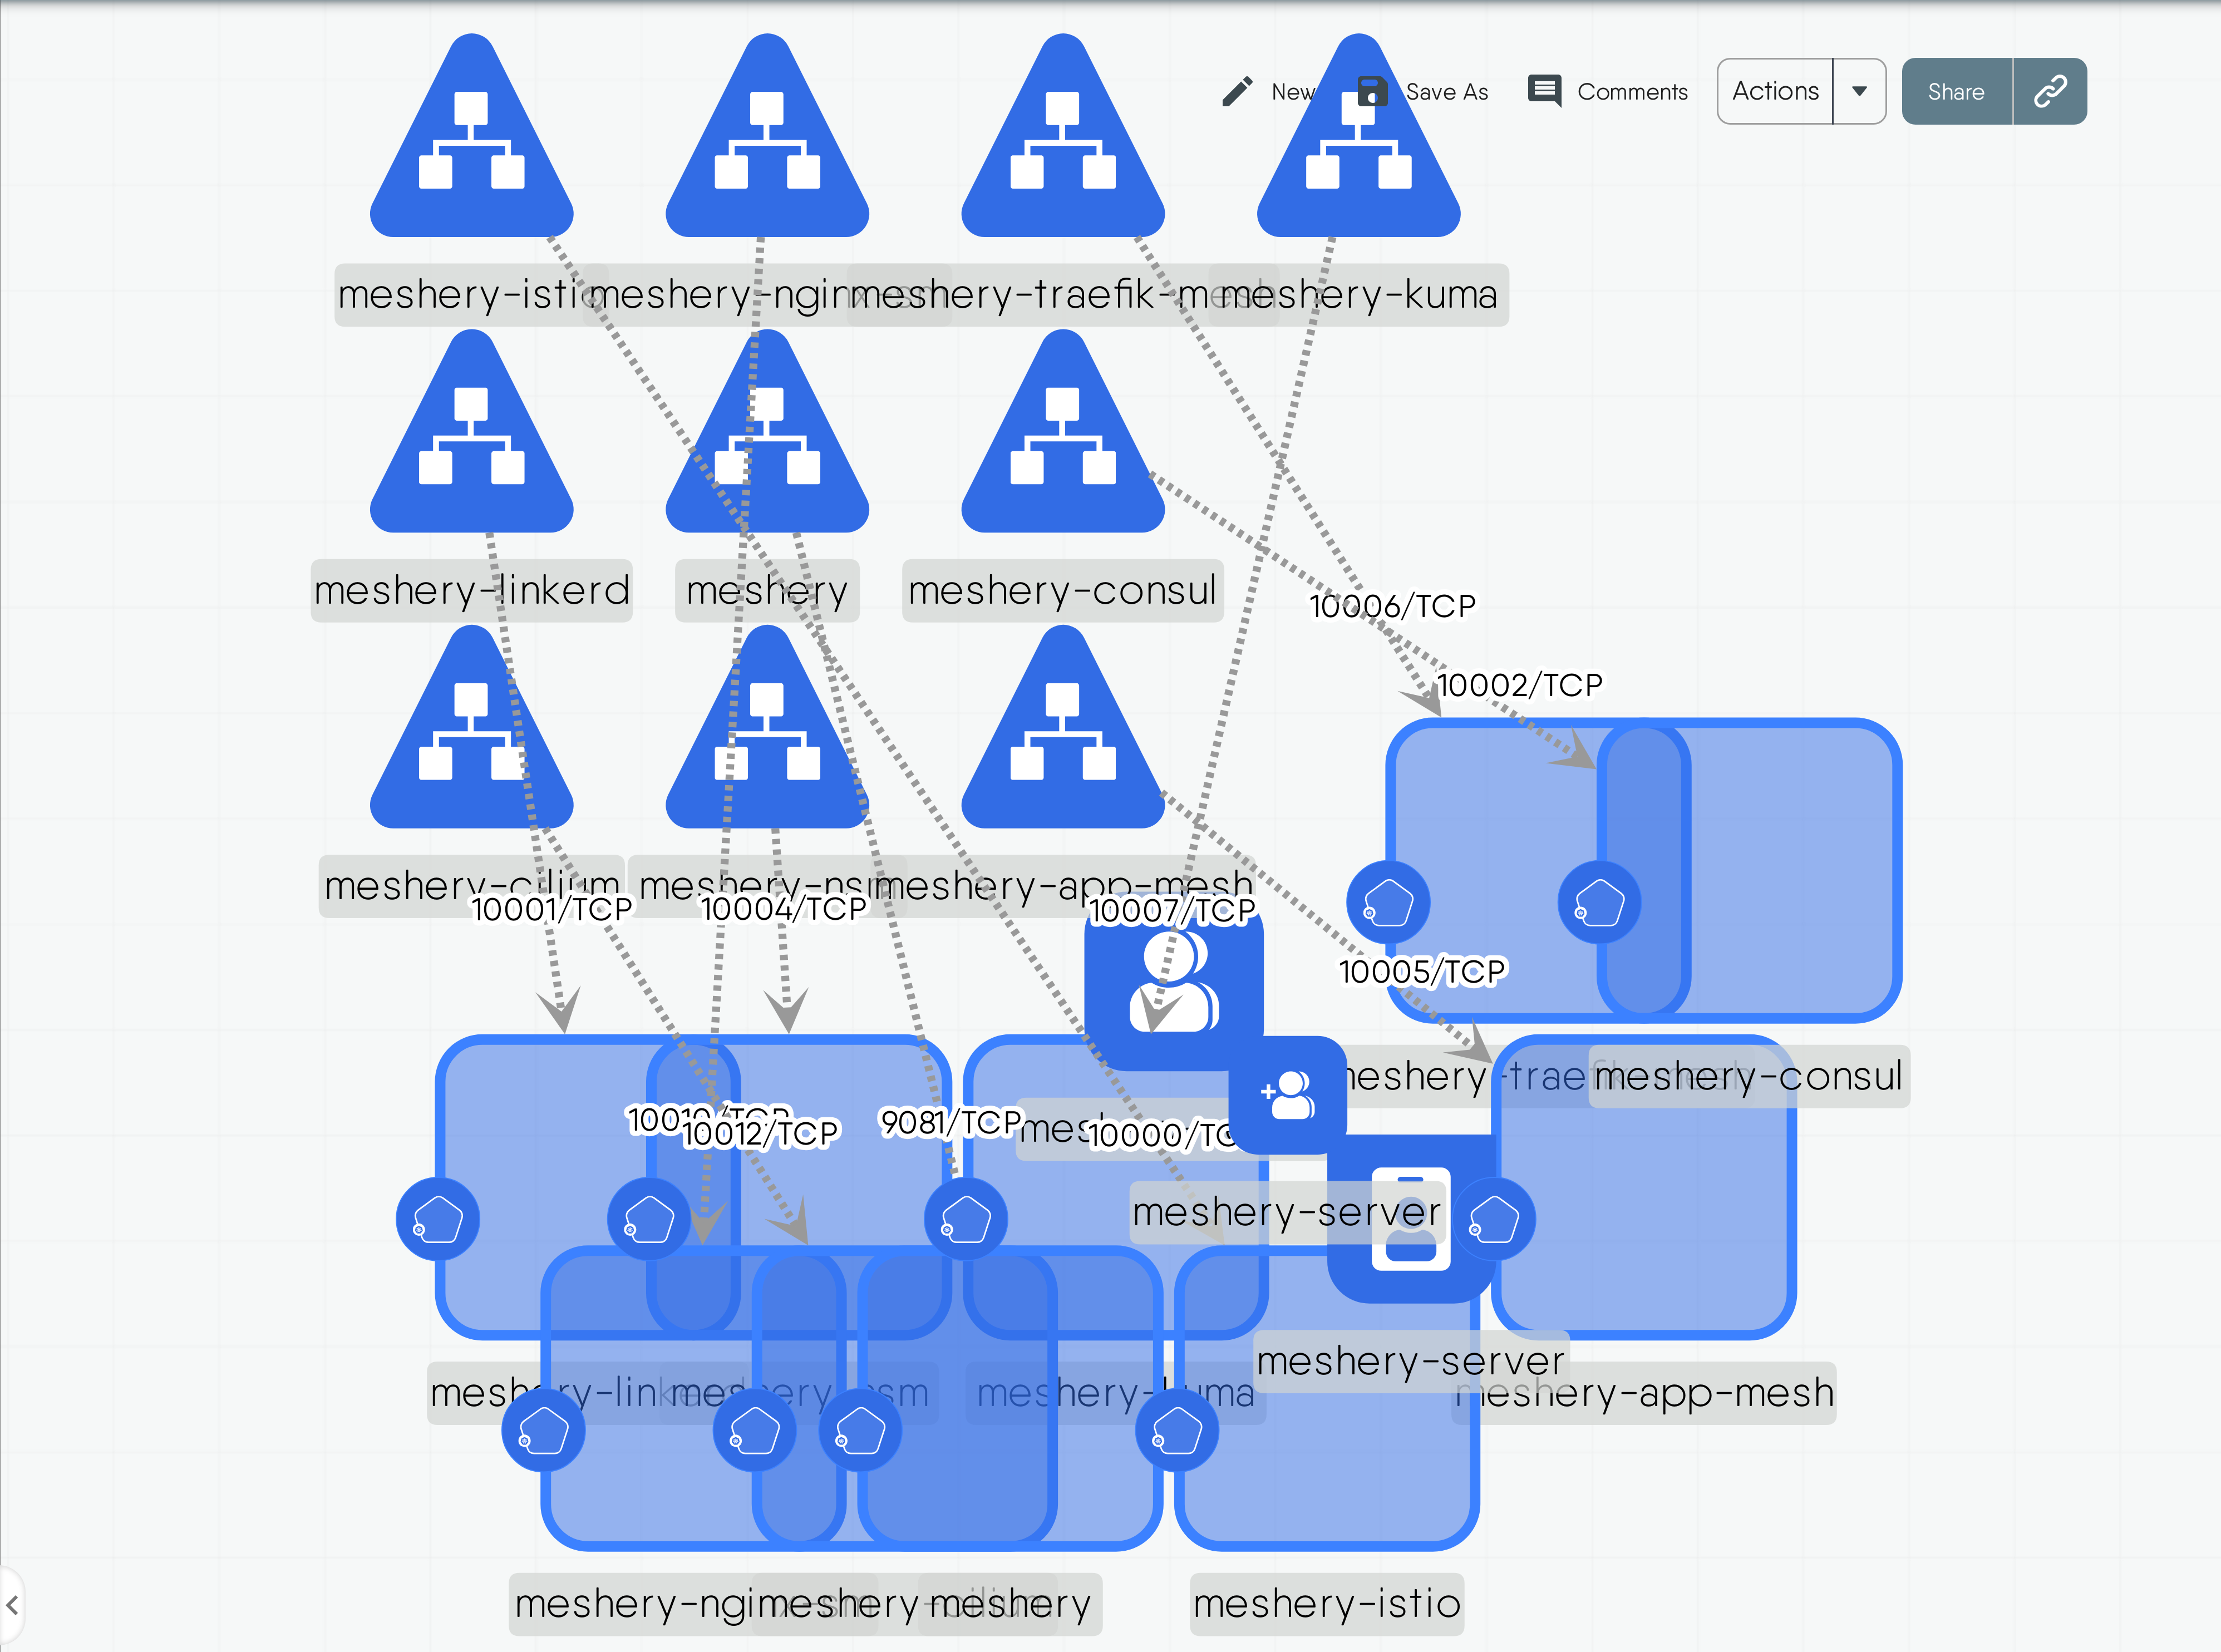 New
Save As
Comments
Actions
Share
meshery-istio
meshery-nginx-sm
meshery-traefik-mesh
meshery-kuma
meshery-linkerd
meshery
meshery-consul
10006/TCP
10002/TCP
meshery-cilium
meshery-nsm
meshery-app-mesh
10001/TCP
10004/TCP
10007/TCP
10005/TCP
meshery-traefik-mesh
meshery-consul
10010/TCP
10012/TCP
9081/TCP
10000/TCP
meshery-server
meshery-server
meshery-linkerd
meshery-nsm
meshery-kuma
meshery-app-mesh
meshery-nginx-sm
meshery-cilium
meshery
meshery-istio